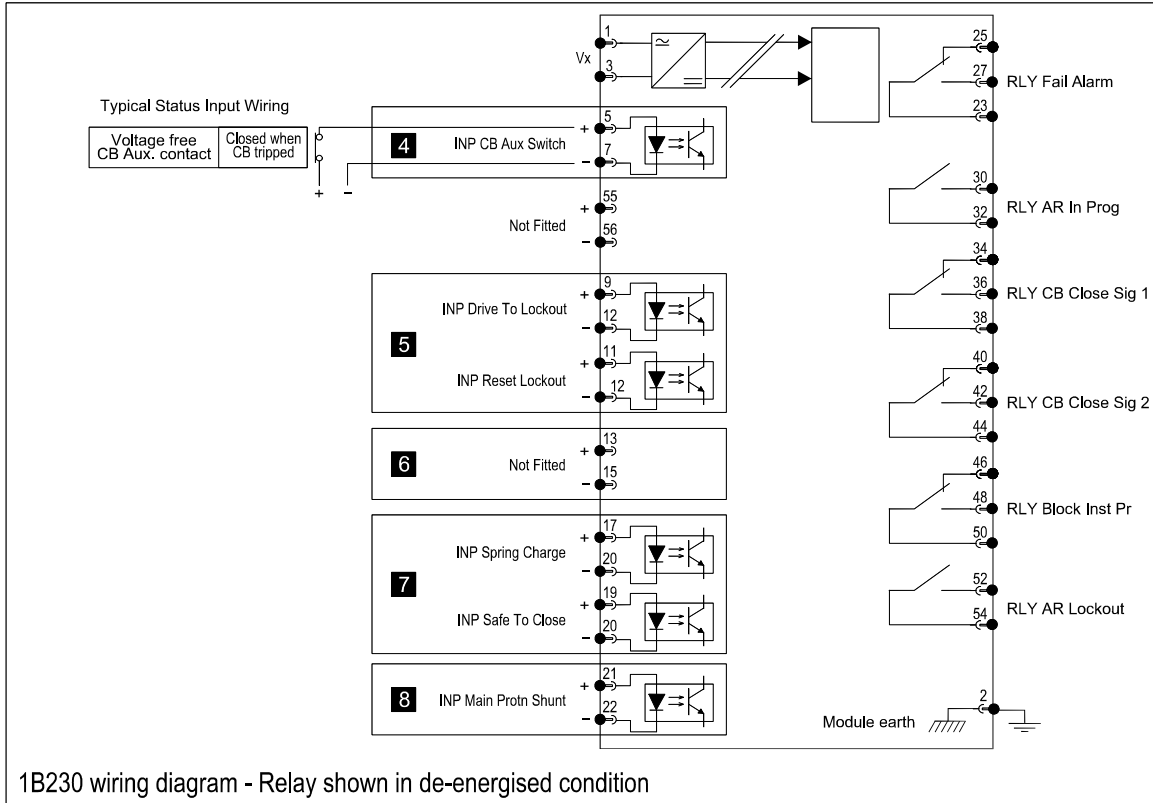 Vx
1
3
25
27
23
RLY Fail Alarm
Typical Status Input Wiring
Voltage free
CB Aux. contact
Closed when
CB tripped
+ -
4
INP CB Aux Switch
+ 5
- 7
Not Fitted
+ 55
- 56
30
32
RLY AR In Prog
34
36
38
RLY CB Close Sig 1
5
INP Drive To Lockout
+ 9
- 12
INP Reset Lockout
+ 11
- 12
40
42
44
RLY CB Close Sig 2
6
Not Fitted
+ 13
- 15
46
48
50
RLY Block Inst Pr
7
INP Spring Charge
+ 17
- 20
INP Safe To Close
+ 19
- 20
52
54
RLY AR Lockout
8
INP Main Protn Shunt
+ 21
- 22
Module earth
2
1B230 wiring diagram - Relay shown in de-energised condition